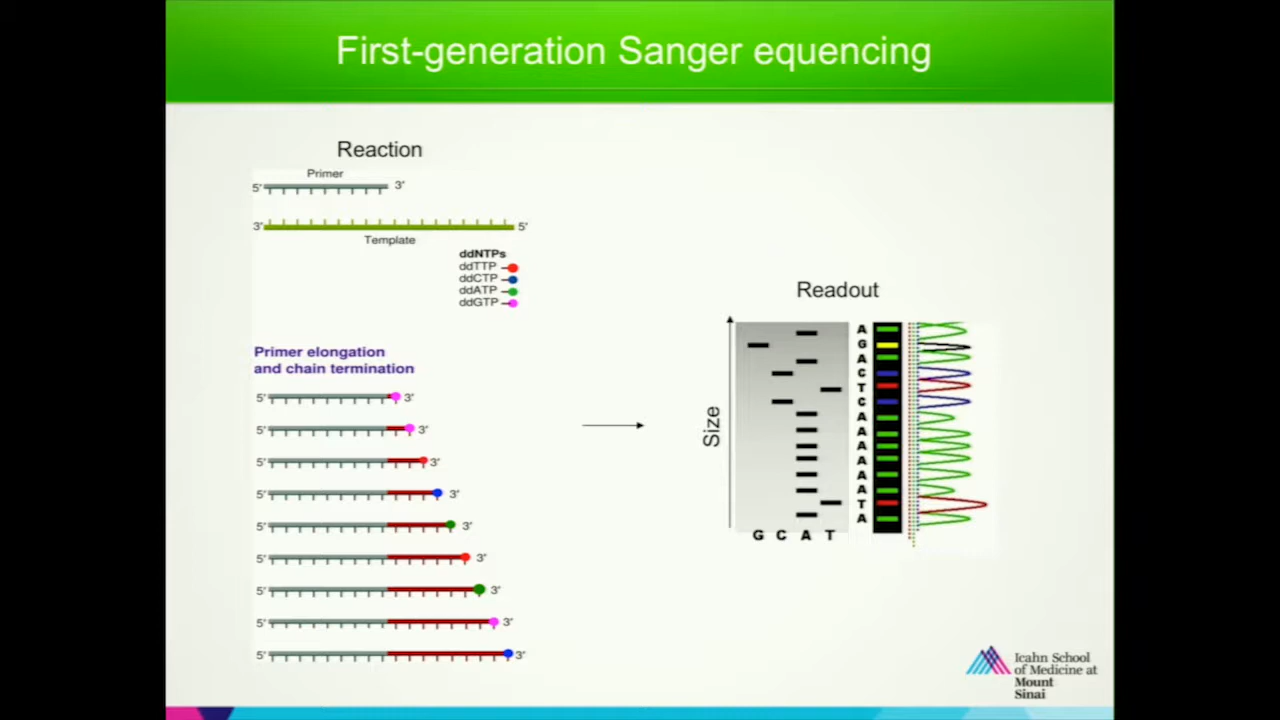 First-generation Sanger equencing
Reaction
Primer
5′ 3′
3′ 5′
Template
ddNTPs
ddTTP
ddCTP
ddATP
ddGTP
Primer elongation
and chain termination
5′ 3′
5′ 3′
5′ 3′
5′ 3′
5′ 3′
5′ 3′
5′ 3′
5′ 3′
5′ 3′
Readout
Size
A
G
A
C
T
C
A
A
A
A
A
A
T
A
G C A T
Icahn School
of Medicine at
Mount
Sinai